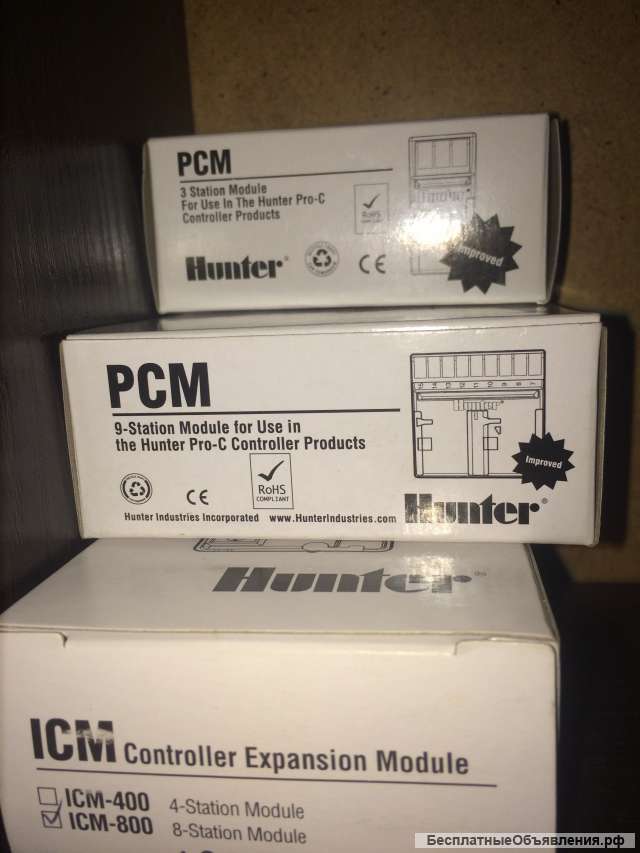 PCM
3 Station Module
For Use In The Hunter Pro-C
Controller Products
RoHS
COMPLIANT
Improved
Hunter®
CE
PCM
9-Station Module for Use in
the Hunter Pro-C Controller Products
RoHS
COMPLIANT
CE
Improved
Hunter®
Hunter Industries Incorporated www.HunterIndustries.com
Hunter®
ICM Controller Expansion Module
ICM-400 4-Station Module
ICM-800 8-Station Module
БесплатныеОбъявления.рф